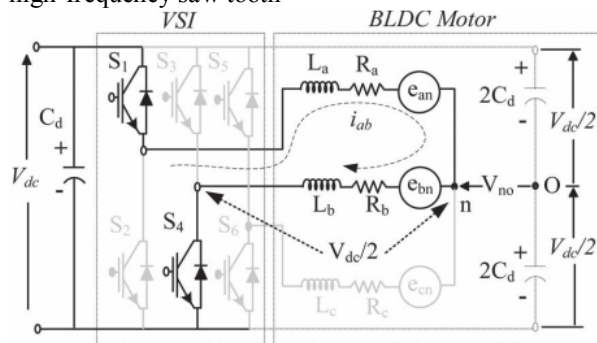 high-frequency saw tooth
VSI
BLDC Motor
S1
S3
S5
La
Ra
ean
+
2Cd
-
Vdc/2
Cd
+
-
Vdc
iab
Lb
Rb
ebn
n
Vno
O
S2
S4
S6
Vdc/2
Lc
Rc
ecn
+
2Cd
-
Vdc/2